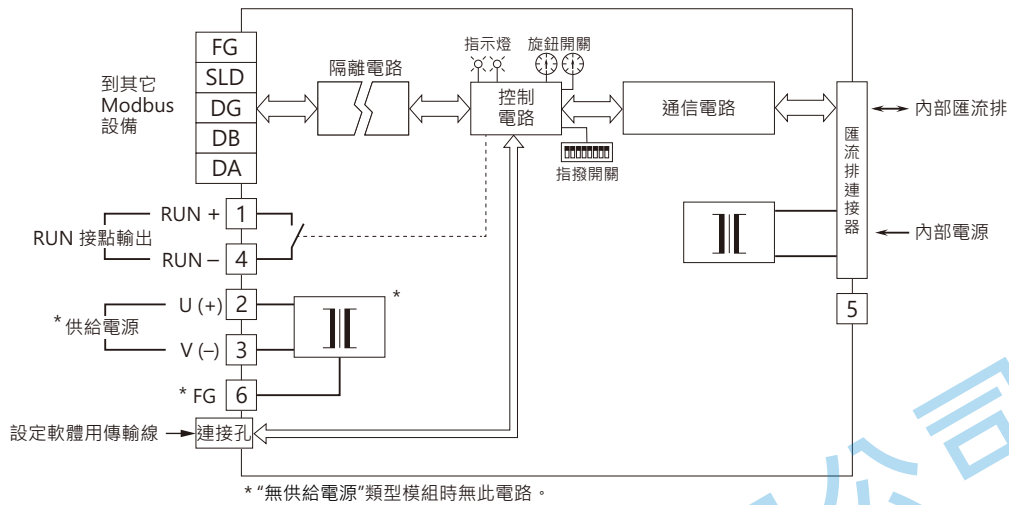 到其它
Modbus
設備
FG
SLD
DG
DB
DA
隔離電路
指示燈
旋鈕開關
控制
電路
指撥開關
通信電路
匯流排連接器
內部匯流排
內部電源
5
RUN 接點輸出
RUN +
1
RUN –
4
*供給電源
U (+)
2
V (–)
3
*
* FG
6
設定軟體用傳輸線
連接孔
* “無供給電源”類型模組時無此電路。
公司